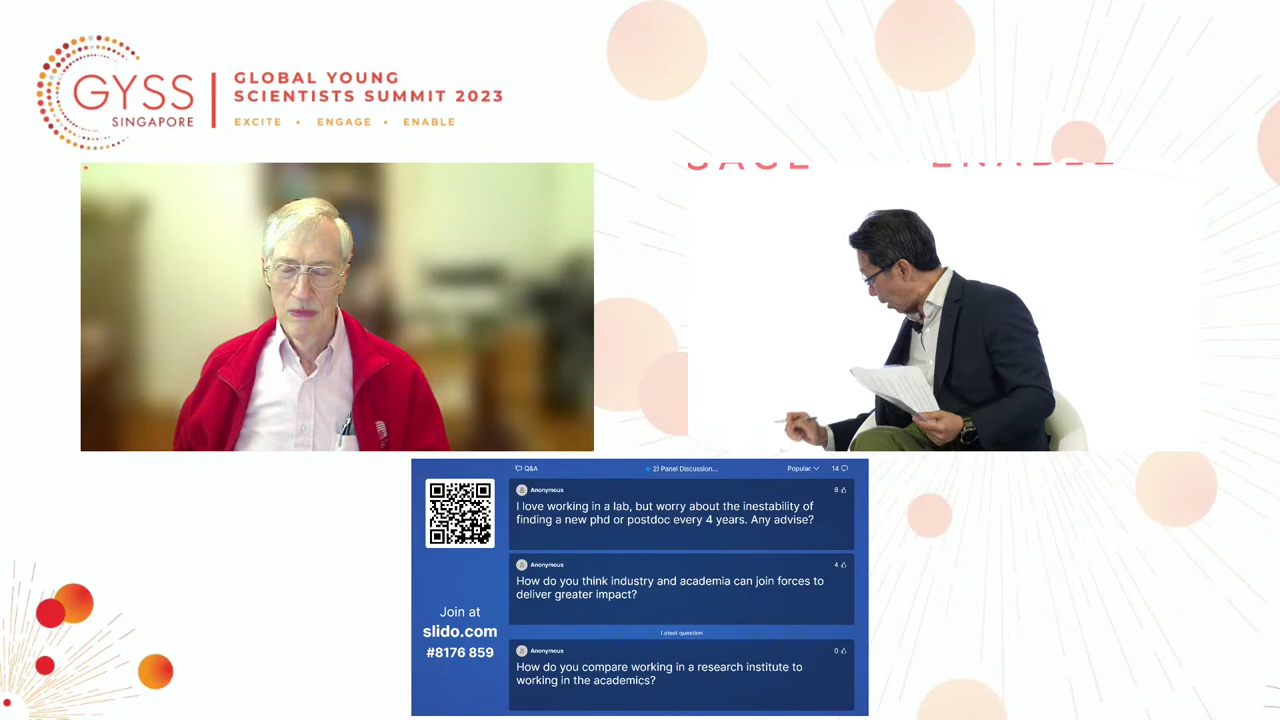 GYSS
SINGAPORE
GLOBAL YOUNG
SCIENTISTS SUMMIT 2023
EXCITE • ENGAGE • ENABLE
Q&A
2) Panel Discussion...
Popular
14
Anonymous
8
I love working in a lab, but worry about the inestability of
finding a new phd or postdoc every 4 years. Any advise?
Anonymous
4
How do you think industry and academia can join forces to
deliver greater impact?
Latest question
Anonymous
0
How do you compare working in a research institute to
working in the academics?
Join at
slido.com
#8176 859